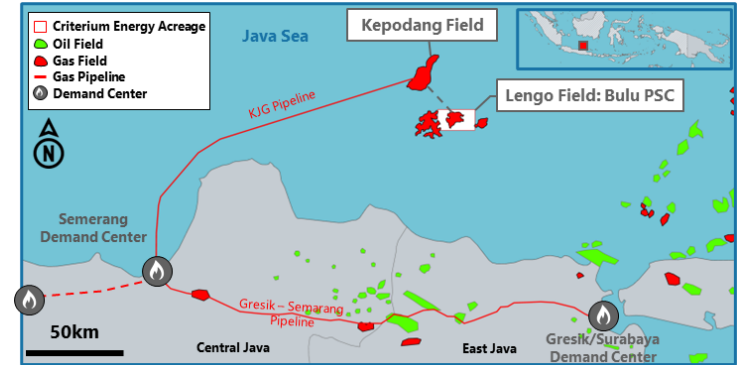 Criterium Energy Acreage
Oil Field
Gas Field
Gas Pipeline
Demand Center
Java Sea
Kepodang Field
KJG Pipeline
Lengo Field: Bulu PSC
N
Semerang
Demand Center
Gresik – Semarang
Pipeline
50km
Central Java
East Java
Gresik/Surabaya
Demand Center